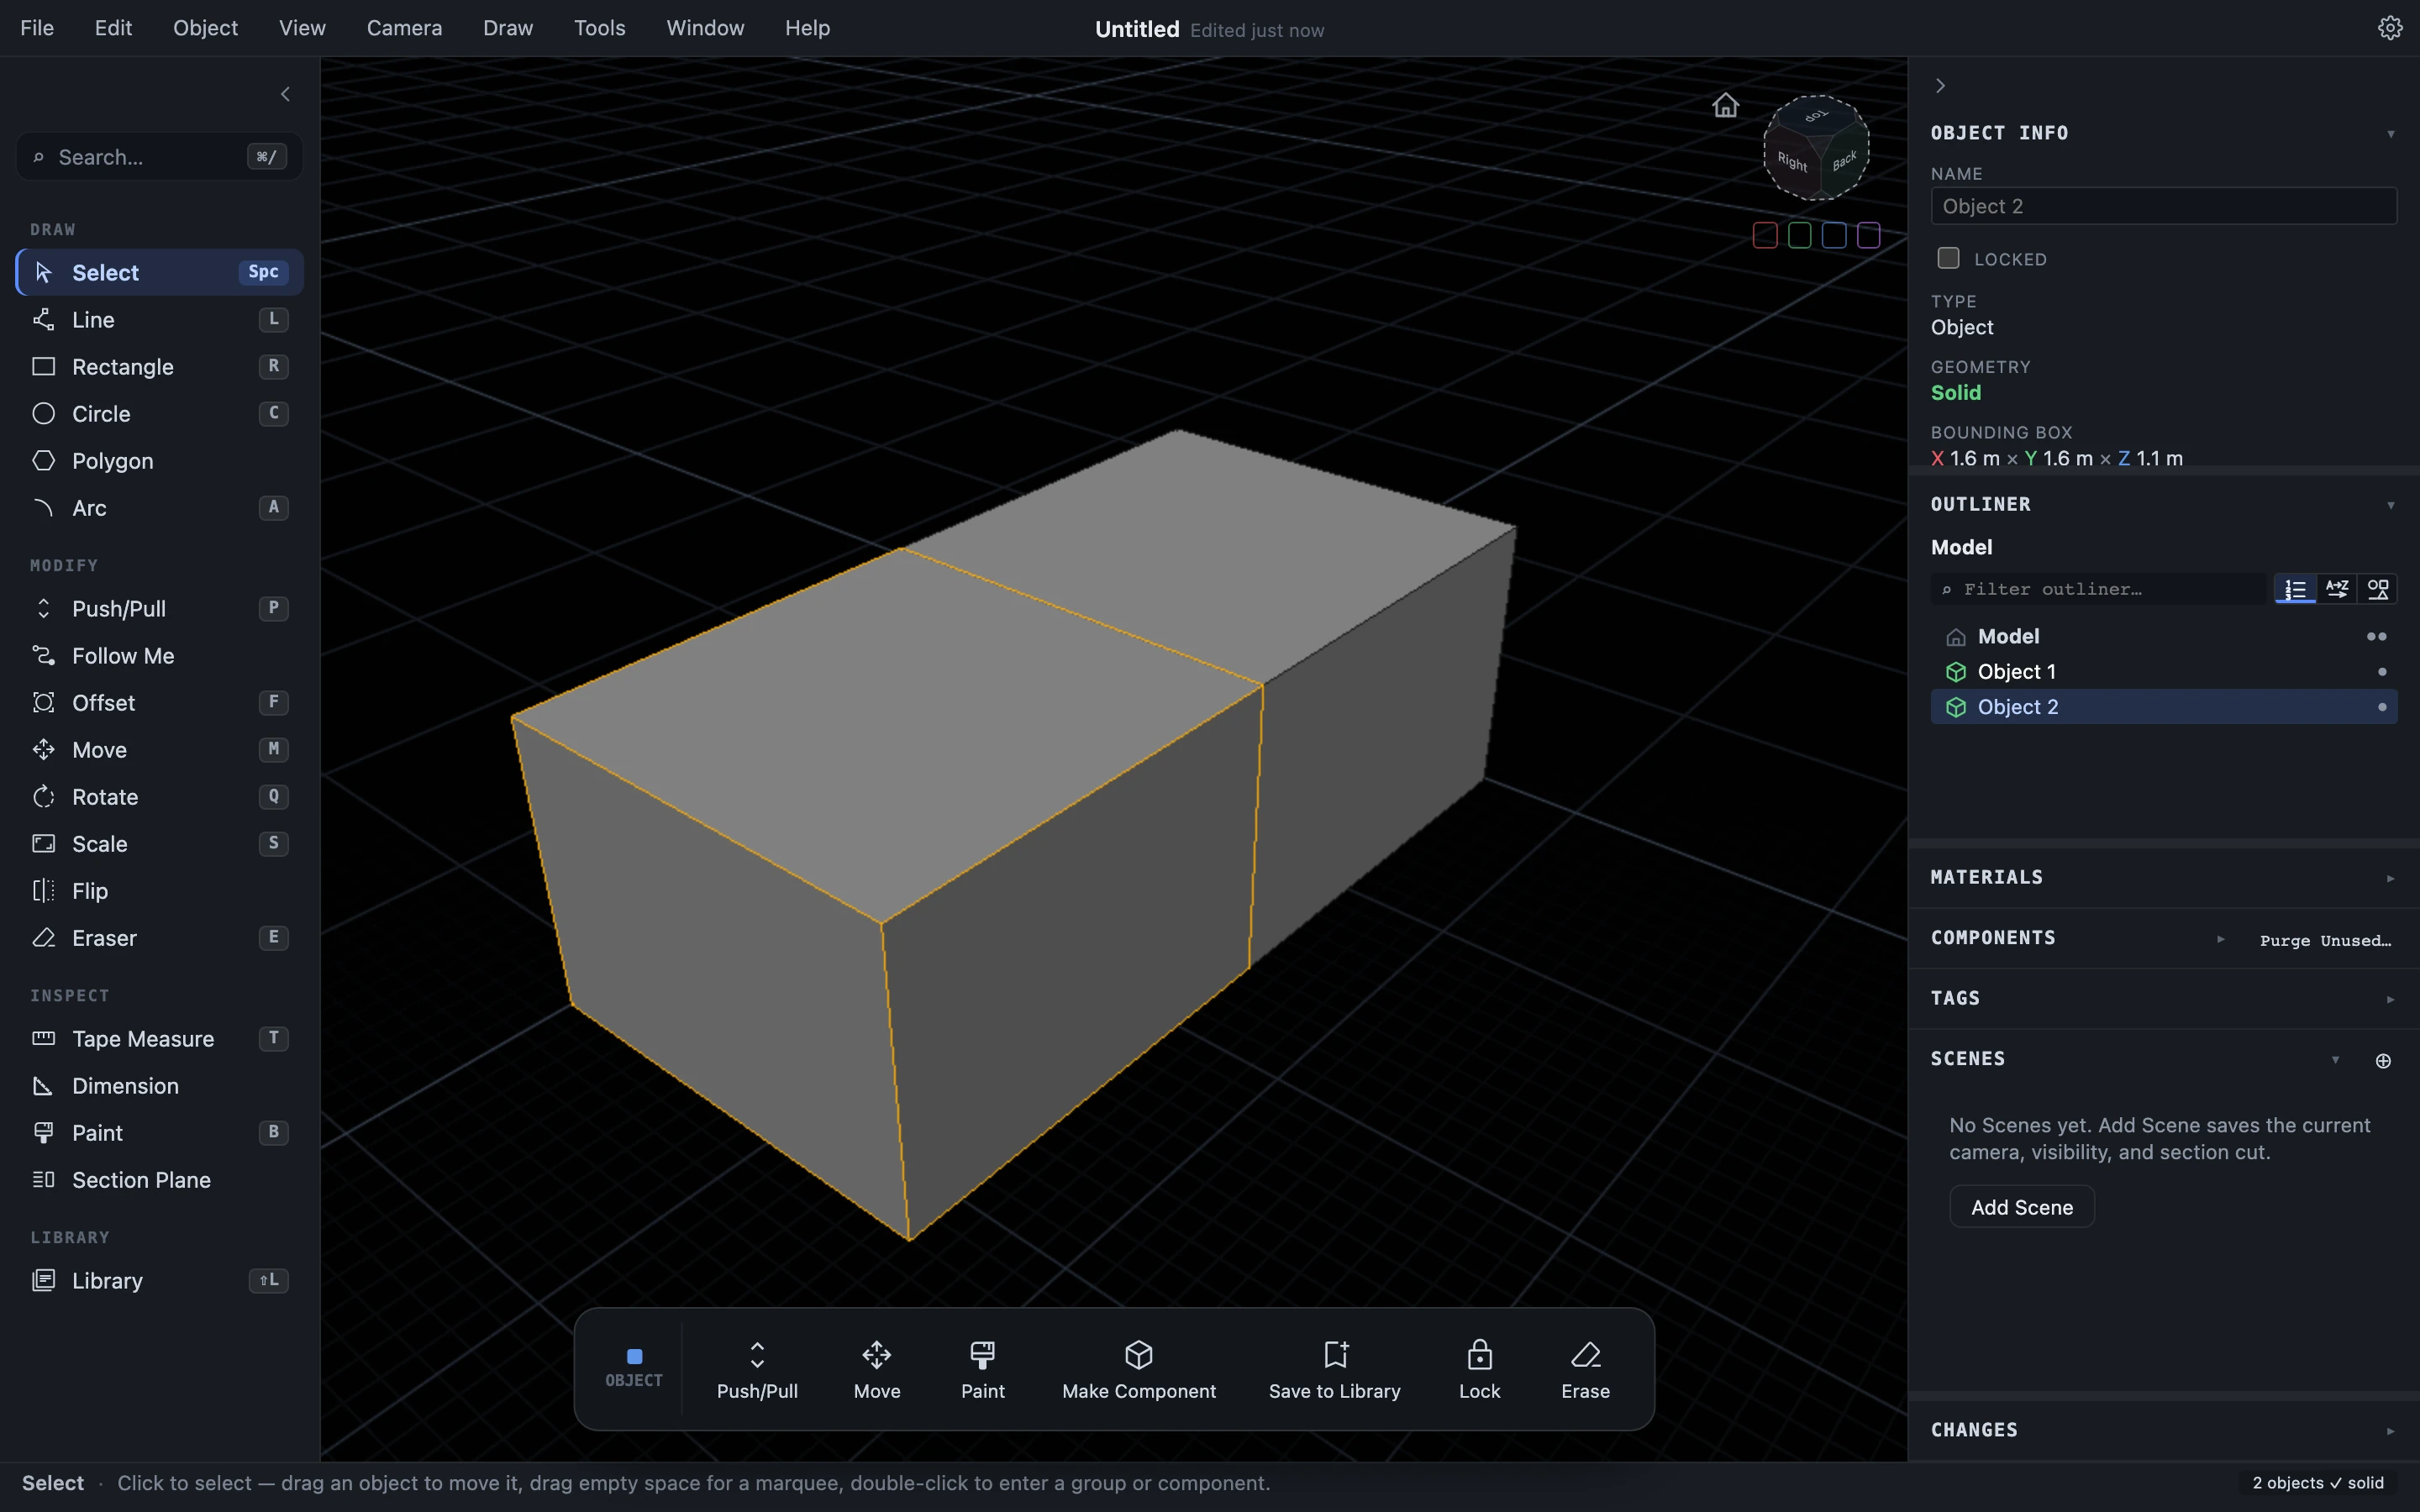 File Edit Object View Camera Draw Tools Window Help
Untitled Edited just now
Search... ⌘/
DRAW
Select Spc
Line L
Rectangle R
Circle C
Polygon
Arc A
MODIFY
Push/Pull P
Follow Me
Offset F
Move M
Rotate Q
Scale S
Flip
Eraser E
INSPECT
Tape Measure T
Dimension
Paint B
Section Plane
LIBRARY
Library ⇧L
Top
Right
Back
OBJECT
Push/Pull
Move
Paint
Make Component
Save to Library
Lock
Erase
OBJECT INFO
NAME
Object 2
LOCKED
TYPE
Object
GEOMETRY
Solid
BOUNDING BOX
X 1.6 m × Y 1.6 m × Z 1.1 m
OUTLINER
Model
Filter outliner…
Model
Object 1
Object 2
MATERIALS
COMPONENTS Purge Unused…
TAGS
SCENES
No Scenes yet. Add Scene saves the current
camera, visibility, and section cut.
Add Scene
CHANGES
Select · Click to select — drag an object to move it, drag empty space for a marquee, double-click to enter a group or component.
2 objects ✓ solid